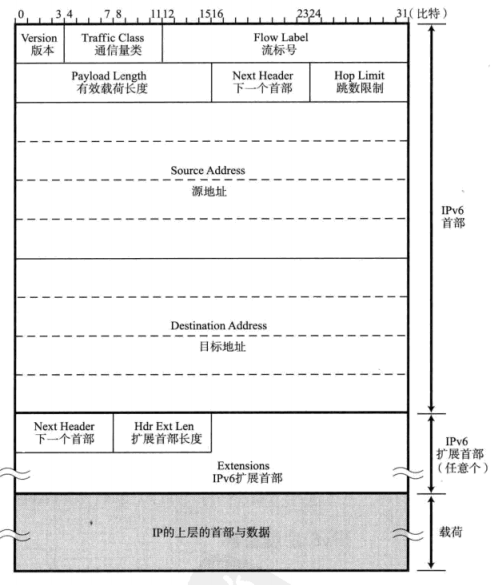 0 3 4 7 8 11 12 15 16 23 24 31(比特)
Version Traffic Class Flow Label
版本 通信量类 流标号
Payload Length Next Header Hop Limit
有效载荷长度 下一个首部 跳数限制
Source Address
源地址
IPv6
首部
Destination Address
目标地址
Next Header Hdr Ext Len
下一个首部 扩展首部长度
Extensions
IPv6扩展首部
IPv6
扩展首部
(任意个)
IP的上层的首部与数据
载荷